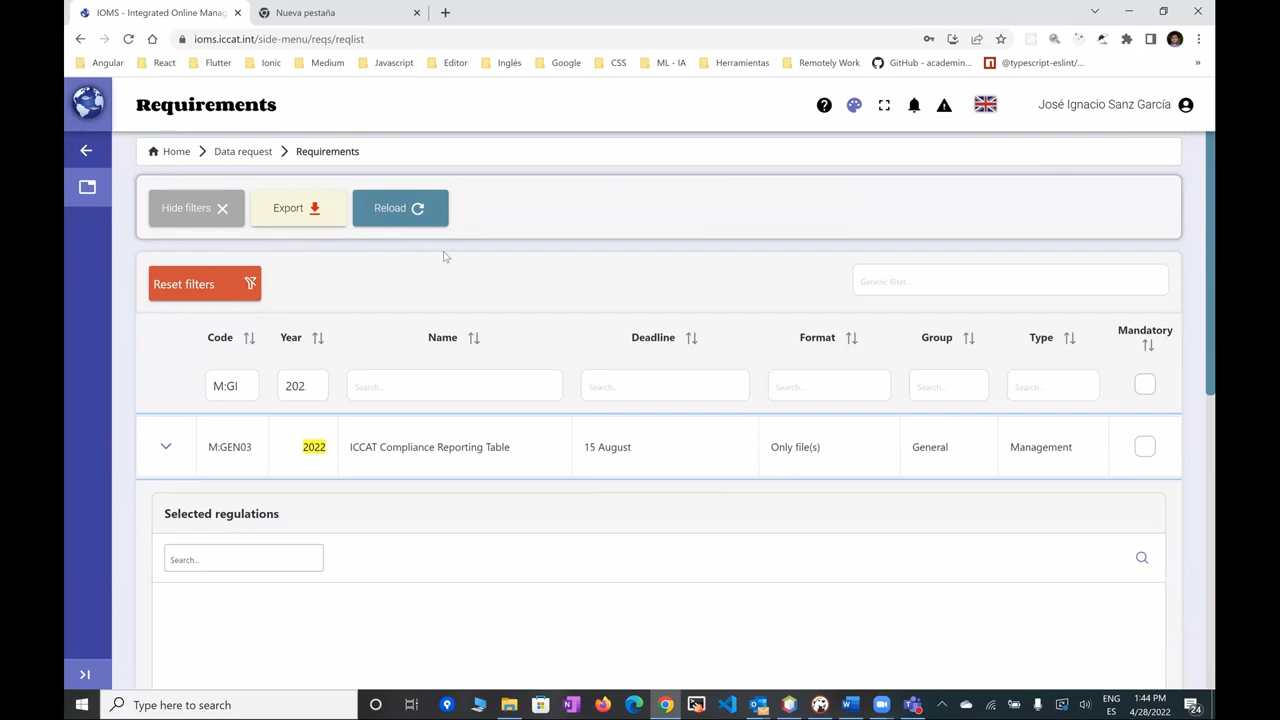 IOMS - Integrated Online Manag
Nueva pestaña
ioms.iccat.int/side-menu/reqs/reqlist
Angular React Flutter Ionic Medium Javascript Editor Inglés Google CSS ML - IA Herramientas Remotely Work GitHub - academin... @typescript-eslint/... »
Requirements
José Ignacio Sanz García
Home Data request Requirements
Hide filters Export Reload
Reset filters
Generic filter..
Code Year Name Deadline Format Group Type Mandatory
M:GI 202 Search... Search... Search... Search... Search...
M:GEN03 2022 ICCAT Compliance Reporting Table 15 August Only file(s) General Management
Selected regulations
Search...
Type here to search
ENG
ES
1:44 PM
4/28/2022
24